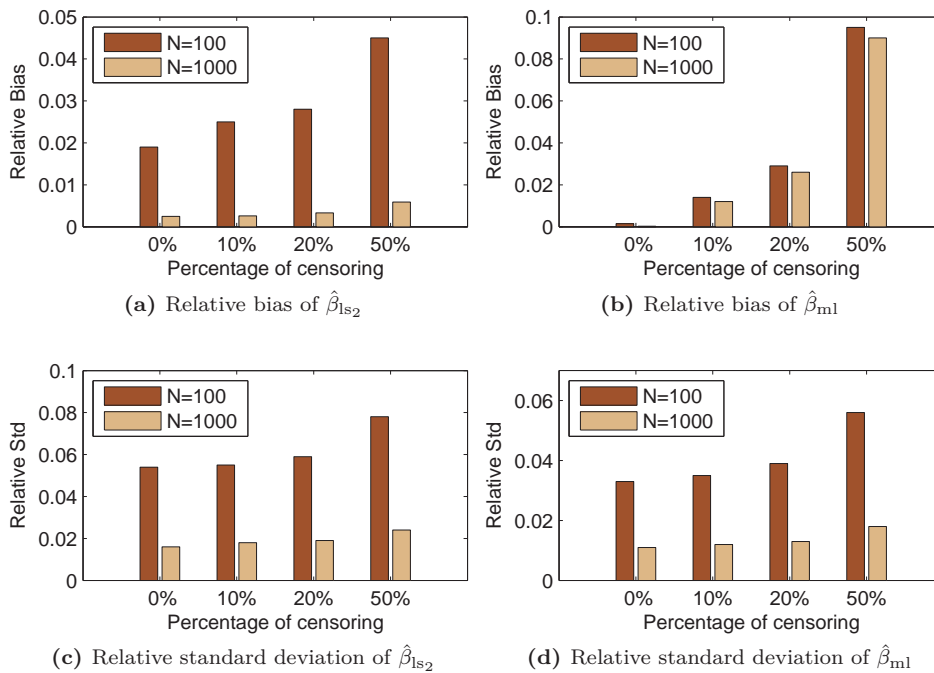 0.05
0.04
0.03
0.02
0.01
0
Relative Bias
N=100
N=1000
0% 10% 20% 50%
Percentage of censoring
(a) Relative bias of β̂ls₂
0.1
0.08
0.06
0.04
0.02
0
Relative Bias
N=100
N=1000
0% 10% 20% 50%
Percentage of censoring
(b) Relative bias of β̂ml
0.1
0.08
0.06
0.04
0.02
0
Relative Std
N=100
N=1000
0% 10% 20% 50%
Percentage of censoring
(c) Relative standard deviation of β̂ls₂
0.06
0.04
0.02
0
Relative Std
N=100
N=1000
0% 10% 20% 50%
Percentage of censoring
(d) Relative standard deviation of β̂ml